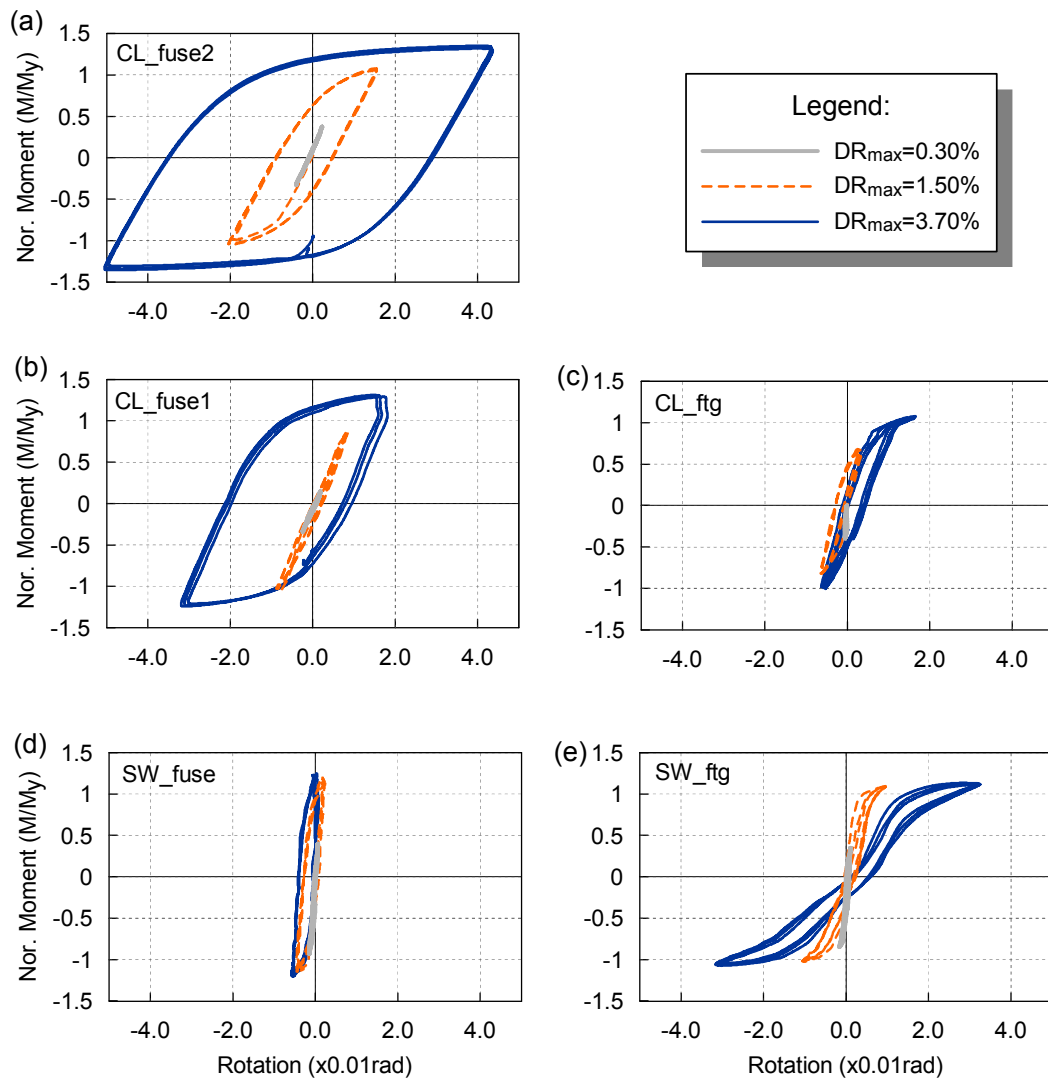 (a)
CL_fuse2
Nor. Moment (M/My)
1.5
1
0.5
0
-0.5
-1
-1.5
-4.0 -2.0 0.0 2.0 4.0
Legend:
DRmax=0.30%
DRmax=1.50%
DRmax=3.70%
(b)
CL_fuse1
Nor. Moment (M/My)
1.5
1
0.5
0
-0.5
-1
-1.5
-4.0 -2.0 0.0 2.0 4.0
(c)
CL_ftg
1.5
1
0.5
0
-0.5
-1
-1.5
-4.0 -2.0 0.0 2.0 4.0
(d)
SW_fuse
Nor. Moment (M/My)
1.5
1
0.5
0
-0.5
-1
-1.5
-4.0 -2.0 0.0 2.0 4.0
Rotation (x0.01rad)
(e)
SW_ftg
1.5
1
0.5
0
-0.5
-1
-1.5
-4.0 -2.0 0.0 2.0 4.0
Rotation (x0.01rad)